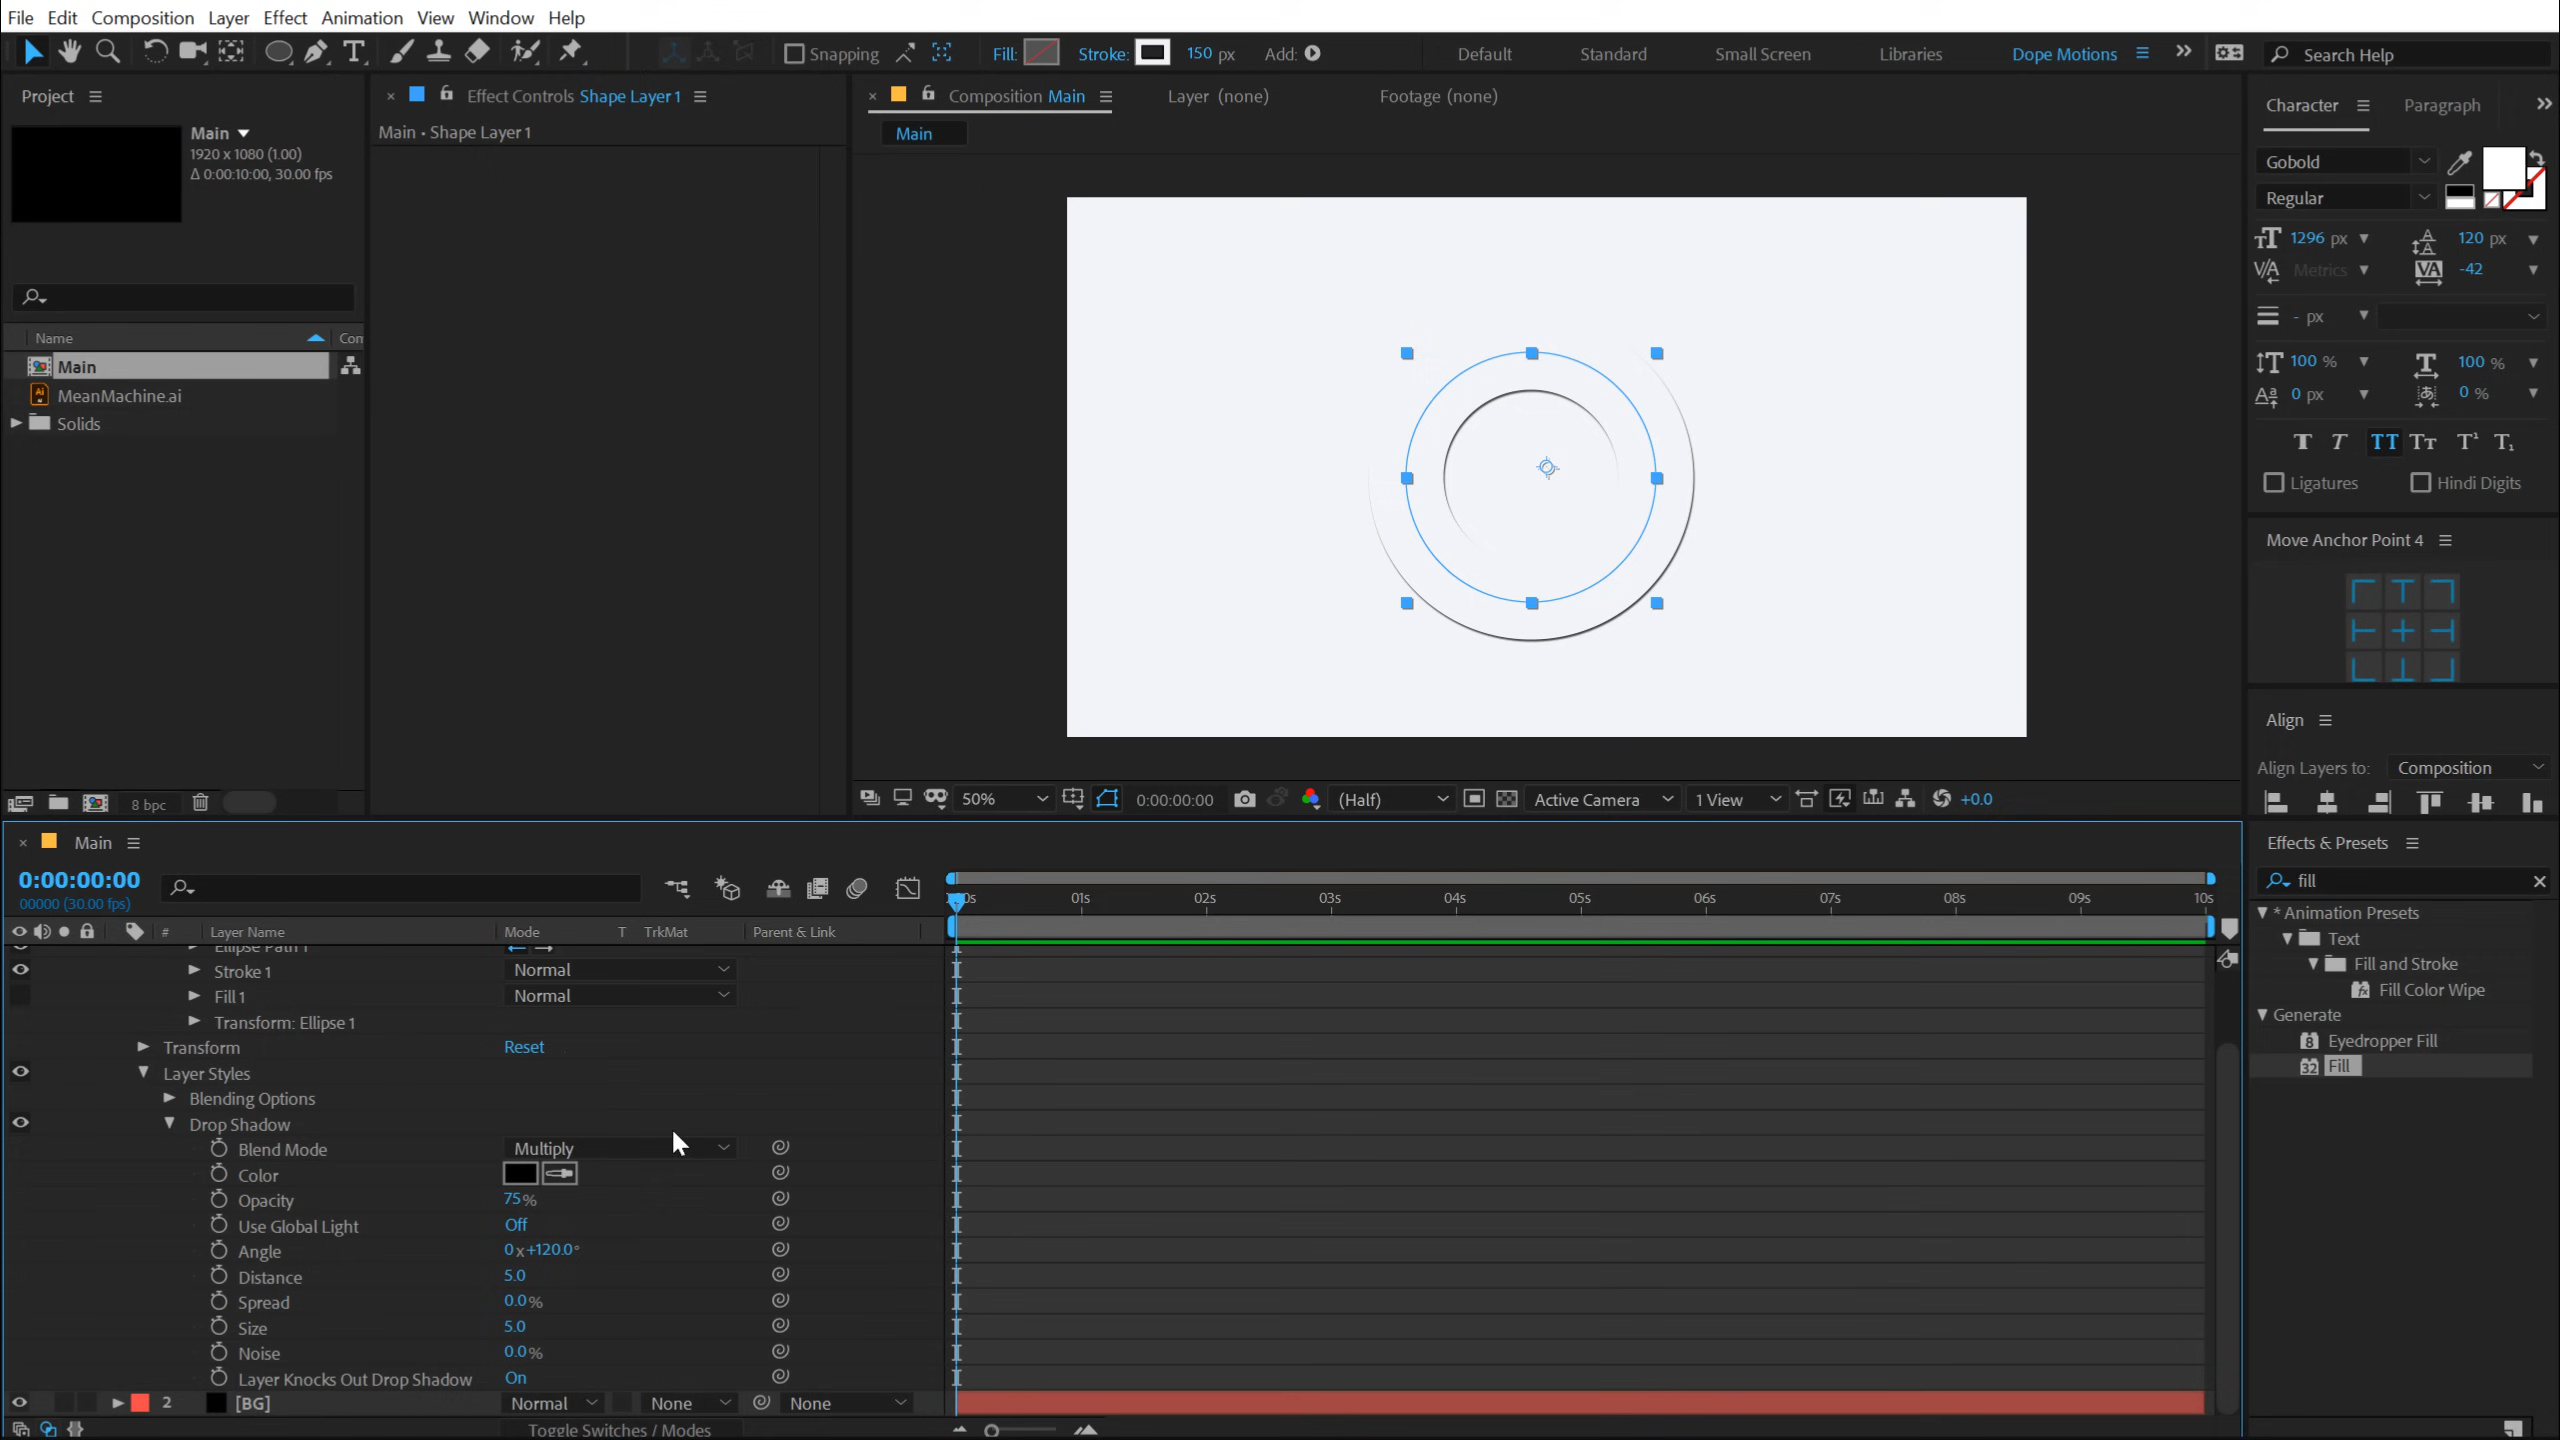 File Edit Composition Layer Effect Animation View Window Help
Snapping Fill: Stroke: 150 px Add: Default Standard Small Screen Libraries Dope Motions Search Help
Project
Main
1920 x 1080 (1.00)
Δ 0:00:10:00, 30.00 fps
Name Con
Main
MeanMachine.ai
Solids
8 bpc
Effect Controls Shape Layer 1
Main • Shape Layer 1
Composition Main Layer (none) Footage (none)
Main
50% 0:00:00:00 (Half) Active Camera 1 View +0.0
Character Paragraph
Gobold
Regular
1296 px 120 px
Metrics -42
- px
100 % 100 %
0 px 0 %
TT Tт T¹ T₁
Ligatures Hindi Digits
Move Anchor Point 4
Align
Align Layers to: Composition
Main
0:00:00:00
00000 (30.00 fps)
0s 01s 02s 03s 04s 05s 06s 07s 08s 09s 10s
# Layer Name Mode T TrkMat Parent & Link
Ellipse Path 1
Stroke 1 Normal
Fill 1 Normal
Transform: Ellipse 1
Transform Reset
Layer Styles
Blending Options
Drop Shadow
Blend Mode Multiply
Color
Opacity 75%
Use Global Light Off
Angle 0x+120.0°
Distance 5.0
Spread 0.0%
Size 5.0
Noise 0.0%
Layer Knocks Out Drop Shadow On
2 [BG] Normal None None
Toggle Switches / Modes
Effects & Presets
fill
* Animation Presets
Text
Fill and Stroke
Fill Color Wipe
Generate
8 Eyedropper Fill
32 Fill